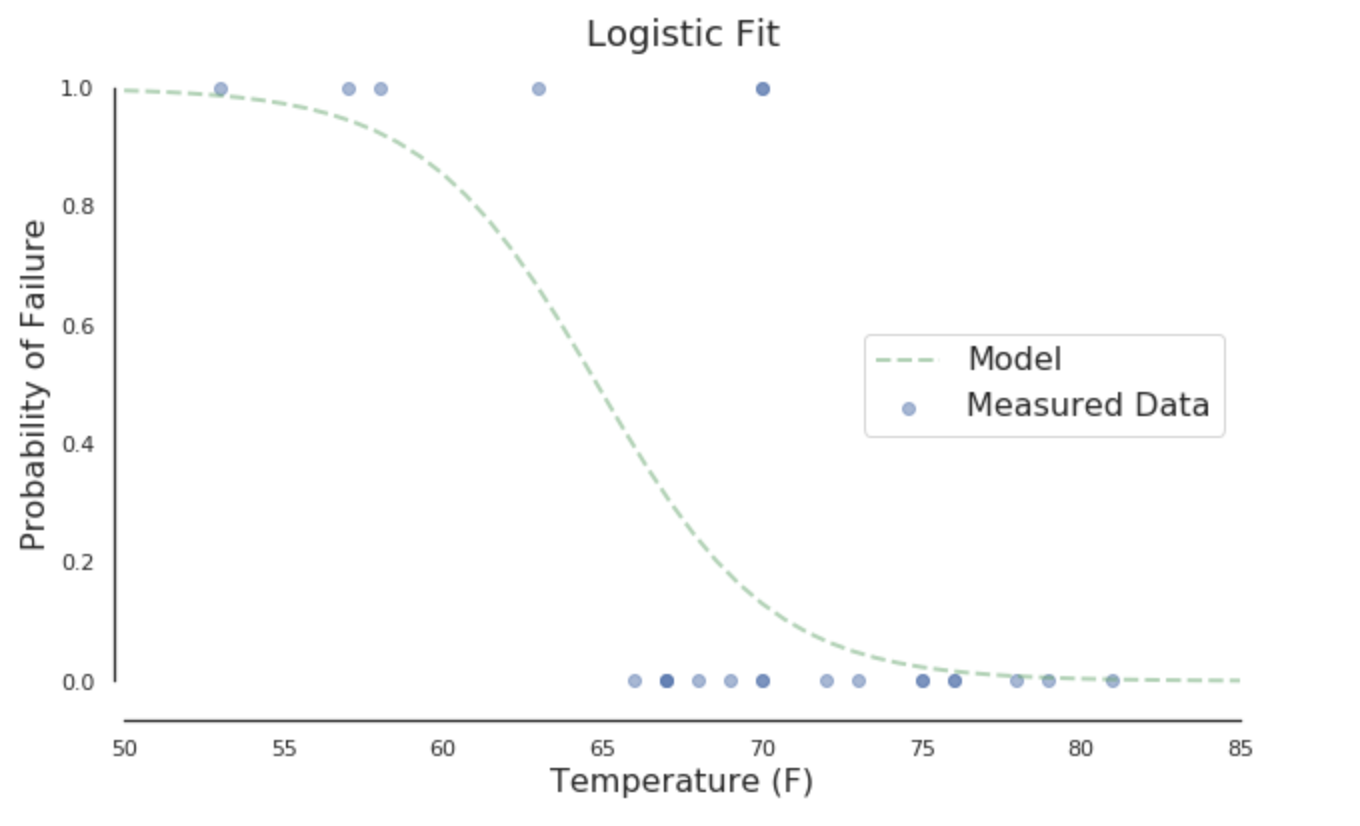 Logistic Fit
1.0
0.8
0.6
0.4
0.2
0.0
Probability of Failure
Model
Measured Data
50 55 60 65 70 75 80 85
Temperature (F)